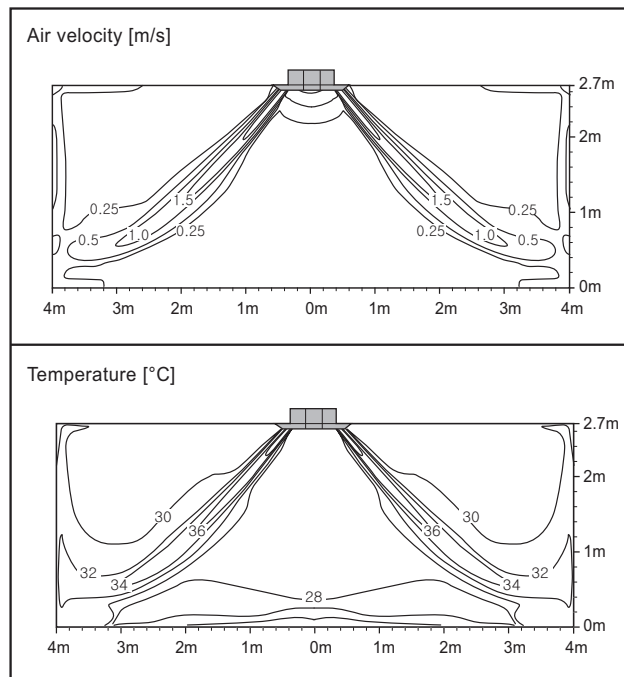 Air velocity [m/s]
2.7m
2m
1.5
0.25 0.25
1m
0.5 1.0 0.25 0.25 1.0 0.5
0m
4m 3m 2m 1m 0m 1m 2m 3m 4m
Temperature [°C]
2.7m
2m
30 30
36 36
1m
32 34 34 32
28
0m
4m 3m 2m 1m 0m 1m 2m 3m 4m